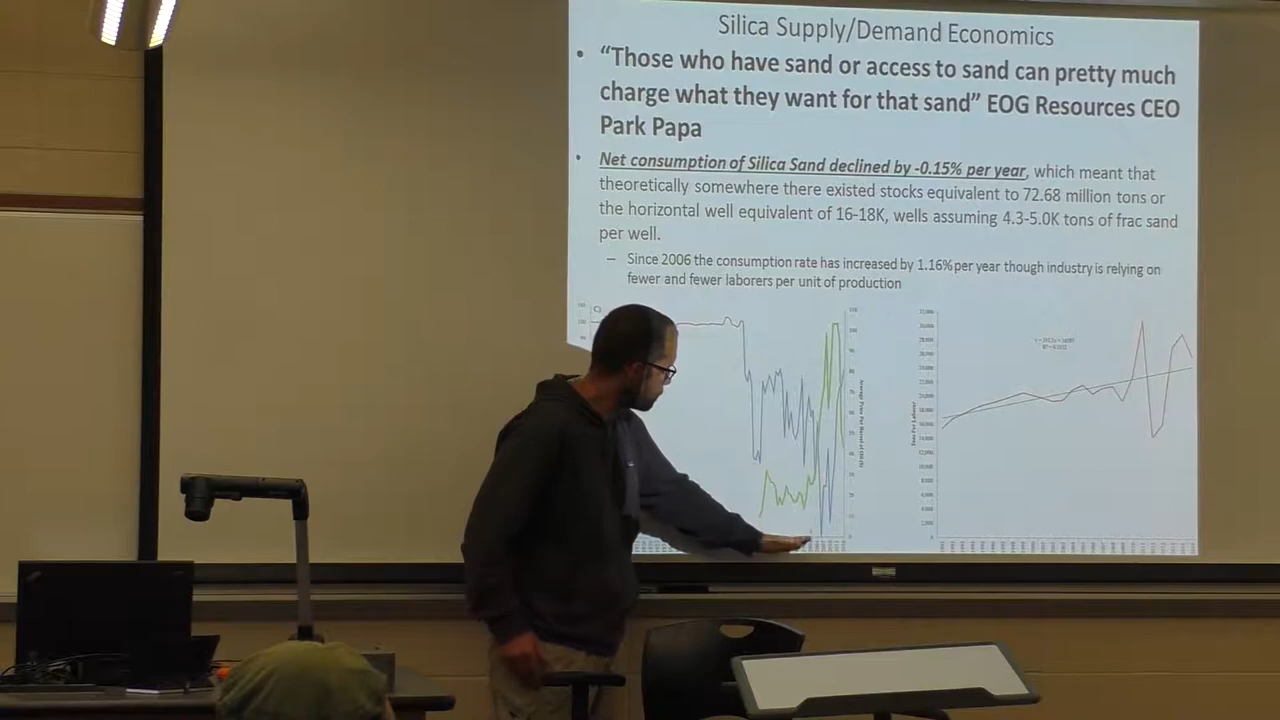 Silica Supply/Demand Economics
• “Those who have sand or access to sand can pretty much
charge what they want for that sand” EOG Resources CEO
Park Papa
• Net consumption of Silica Sand declined by -0.15% per year, which meant that
theoretically somewhere there existed stocks equivalent to 72.68 million tons or
the horizontal well equivalent of 16-18K, wells assuming 4.3-5.0K tons of frac sand
per well.
– Since 2006 the consumption rate has increased by 1.16% per year though industry is relying on
fewer and fewer laborers per unit of production
Tons Per Laborer